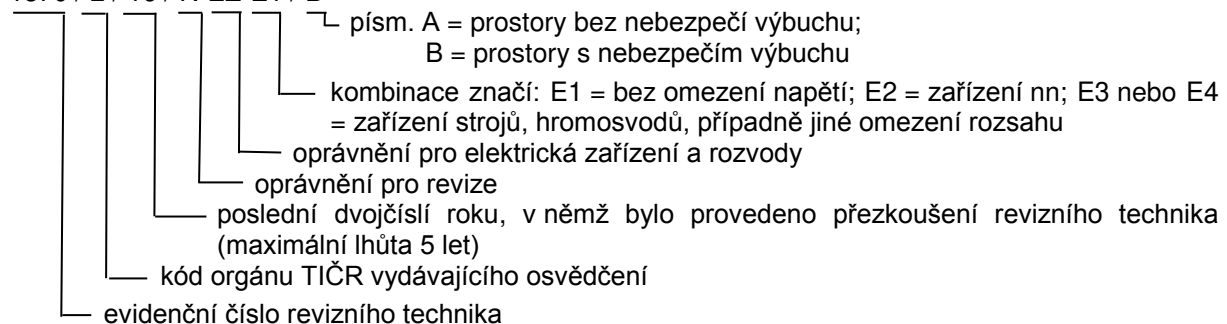 písm. A = prostory bez nebezpečí výbuchu;
B = prostory s nebezpečím výbuchu
kombinace značí: E1 = bez omezení napětí; E2 = zařízení nn; E3 nebo E4
= zařízení strojů, hromosvodů, případně jiné omezení rozsahu
oprávnění pro elektrická zařízení a rozvody
oprávnění pro revize
poslední dvojčíslí roku, v němž bylo provedeno přezkoušení revizního technika
(maximální lhůta 5 let)
kód orgánu TIČR vydávajícího osvědčení
evidenční číslo revizního technika